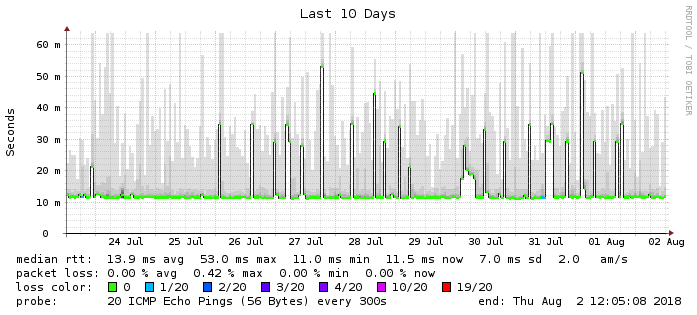 Last 10 Days
RRDTOOL / TOBI OETIKER
Seconds
60 m
50 m
40 m
30 m
20 m
10 m
0
24 Jul 25 Jul 26 Jul 27 Jul 28 Jul 29 Jul 30 Jul 31 Jul 01 Aug 02 Aug
median rtt: 13.9 ms avg 53.0 ms max 11.0 ms min 11.5 ms now 7.0 ms sd 2.0 am/s
packet loss: 0.00 % avg 0.42 % max 0.00 % min 0.00 % now
loss color: 0 1/20 2/20 3/20 4/20 10/20 19/20
probe: 20 ICMP Echo Pings (56 Bytes) every 300s end: Thu Aug 2 12:05:08 2018